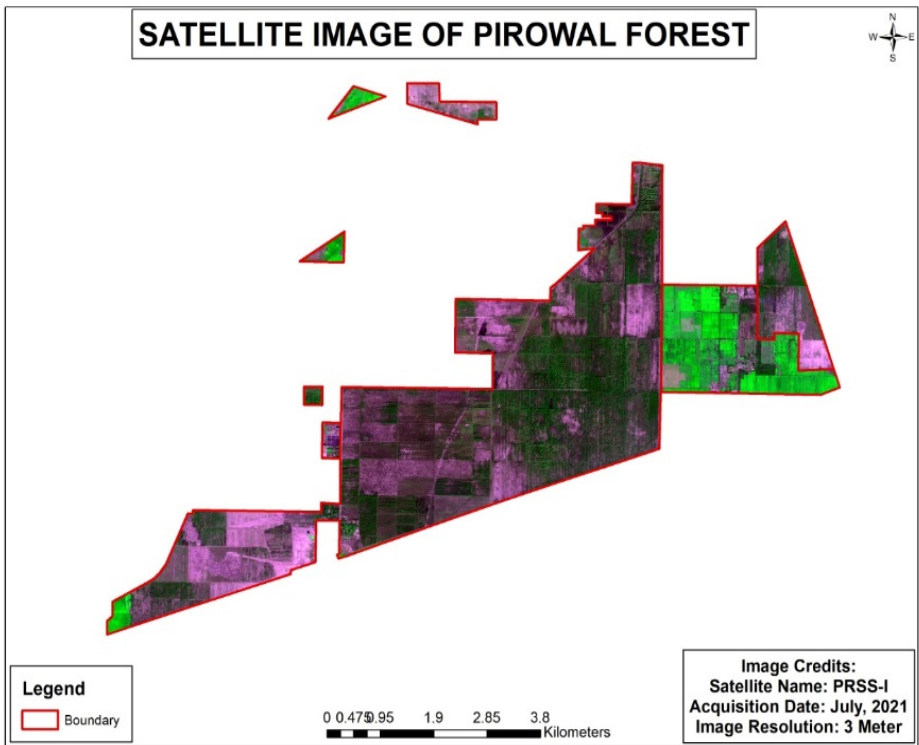 SATELLITE IMAGE OF PIROWAL FOREST
N
W E
S
Legend
Boundary
0 0.475 0.95 1.9 2.85 3.8
Kilometers
Image Credits:
Satellite Name: PRSS-I
Acquisition Date: July, 2021
Image Resolution: 3 Meter